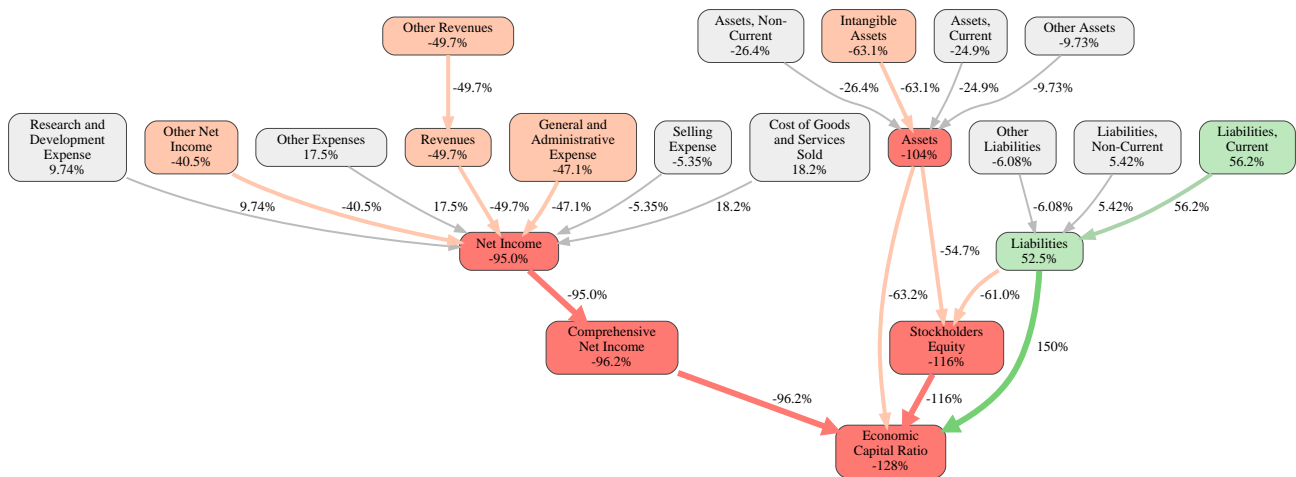 Other Revenues
-49.7%
Assets, Non-
Current
-26.4%
Intangible
Assets
-63.1%
Assets,
Current
-24.9%
Other Assets
-9.73%
-49.7%
-26.4%
-63.1%
-24.9%
-9.73%
Research and
Development
Expense
9.74%
Other Net
Income
-40.5%
Other Expenses
17.5%
Revenues
-49.7%
General and
Administrative
Expense
-47.1%
Selling
Expense
-5.35%
Cost of Goods
and Services
Sold
18.2%
Assets
-104%
Other
Liabilities
-6.08%
Liabilities,
Non-Current
5.42%
Liabilities,
Current
56.2%
9.74%
-40.5%
17.5%
-49.7%
-47.1%
-5.35%
18.2%
-6.08%
5.42%
56.2%
Net Income
-95.0%
Liabilities
52.5%
-95.0%
-63.2%
-54.7%
-61.0%
Comprehensive
Net Income
-96.2%
Stockholders
Equity
-116%
150%
-96.2%
-116%
Economic
Capital Ratio
-128%